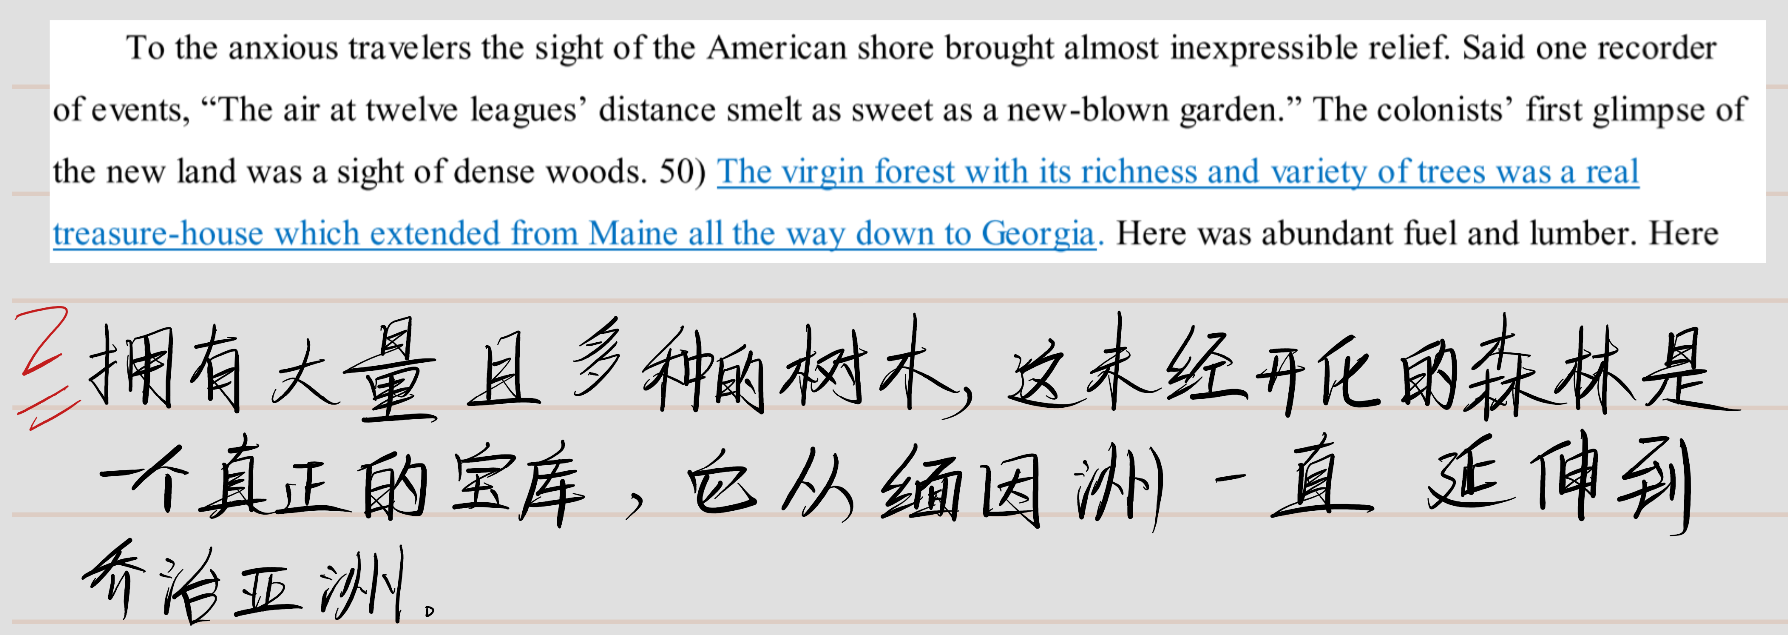 To the anxious travelers the sight of the American shore brought almost inexpressible relief. Said one recorder
of events, “The air at twelve leagues’ distance smelt as sweet as a new-blown garden.” The colonists’ first glimpse of
the new land was a sight of dense woods. 50) The virgin forest with its richness and variety of trees was a real
treasure-house which extended from Maine all the way down to Georgia. Here was abundant fuel and lumber. Here
2 拥有大量且多种的树木,这未经开化的森林是
一个真正的宝库,它从缅因洲一直延伸到
乔治亚洲。